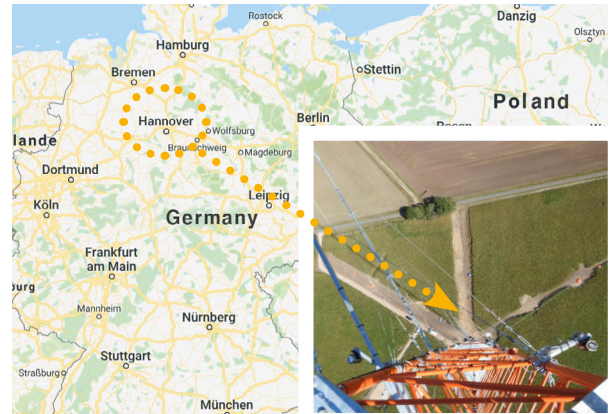 Rostock
Danzig
Olsztyn
Hamburg
Bremen
Stettin
Poland
Hannover
Wolfsburg
Berlin
lande
Braunschweig
Magdeburg
Dortmund
Leipzig
Köln
Germany
Frankfurt
am Main
burg
Mannheim
Nürnberg
Stuttgart
Straßburg
München